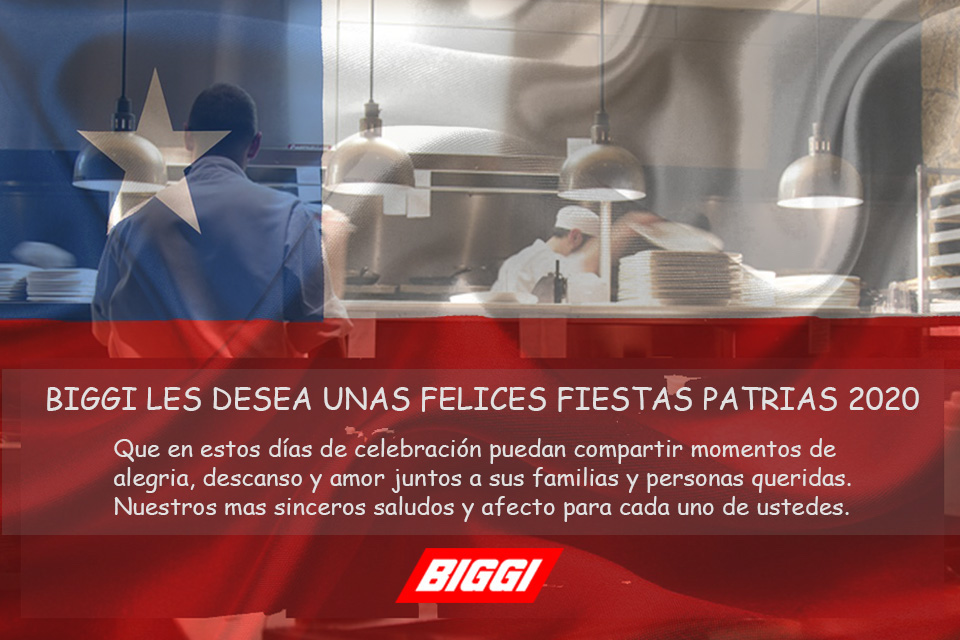 BIGGI LES DESEA UNAS FELICES FIESTAS PATRIAS 2020
Que en estos días de celebración puedan compartir momentos de
alegria, descanso y amor juntos a sus familias y personas queridas.
Nuestros mas sinceros saludos y afecto para cada uno de ustedes.
BIGGI